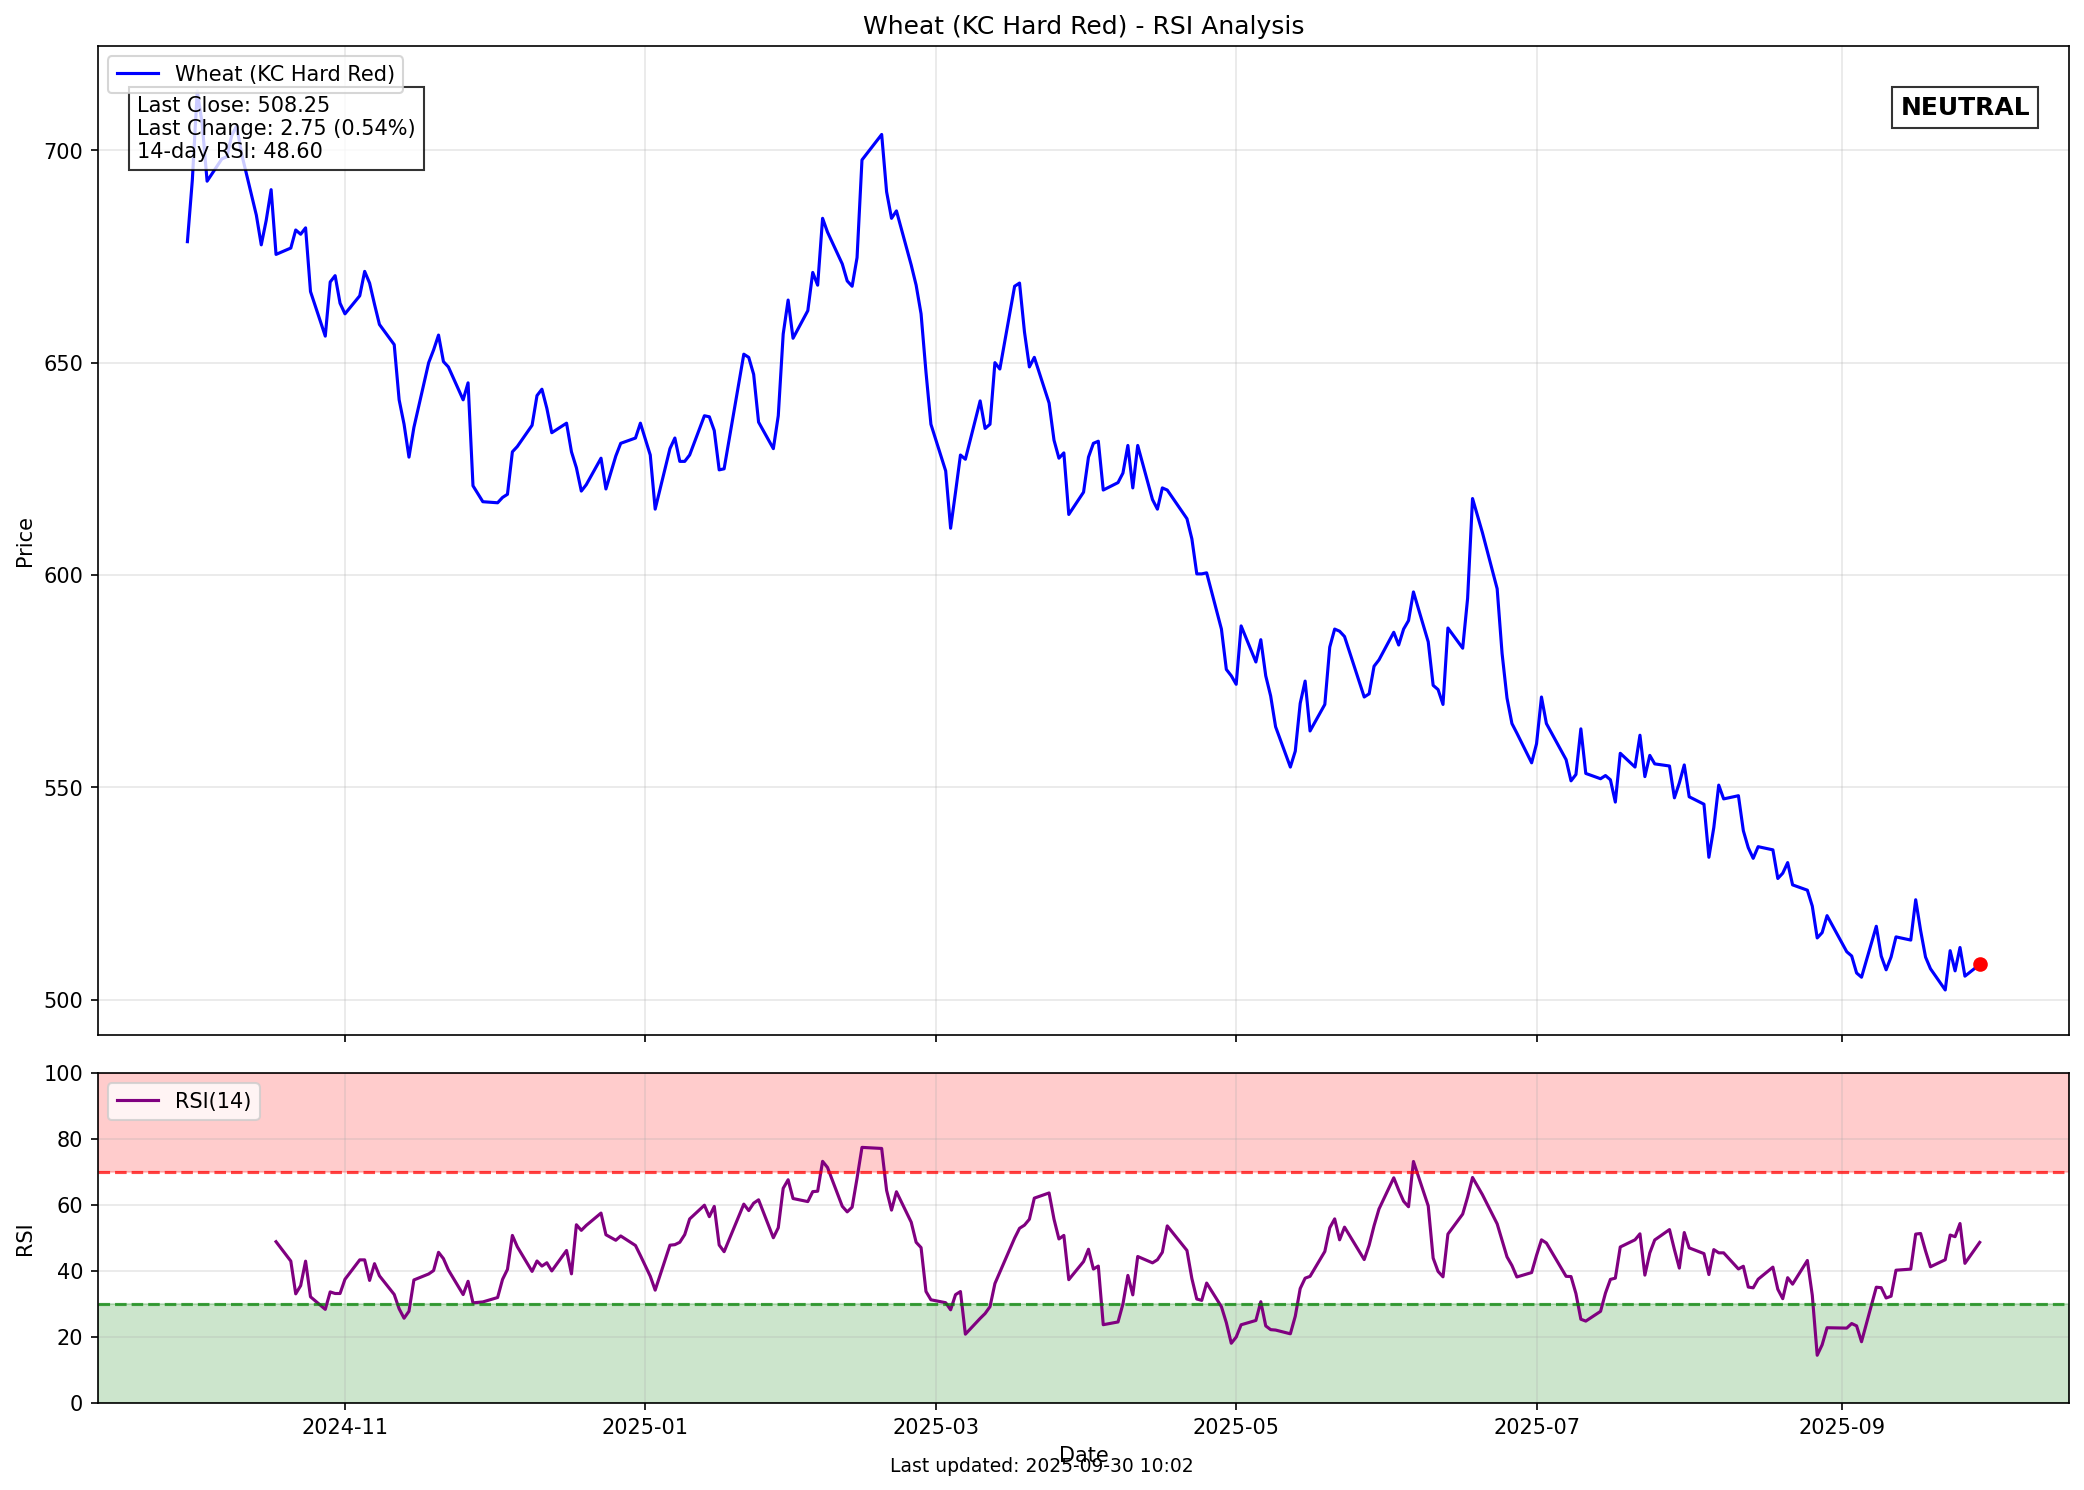 Wheat (KC Hard Red) - RSI Analysis
Wheat (KC Hard Red)
Last Close: 508.25
Last Change: 2.75 (0.54%)
14-day RSI: 48.60
NEUTRAL
Price
700
650
600
550
500
RSI(14)
RSI
100
80
60
40
20
0
2024-11
2025-01
2025-03
2025-05
2025-07
2025-09
Date
Last updated: 2025-09-30 10:02